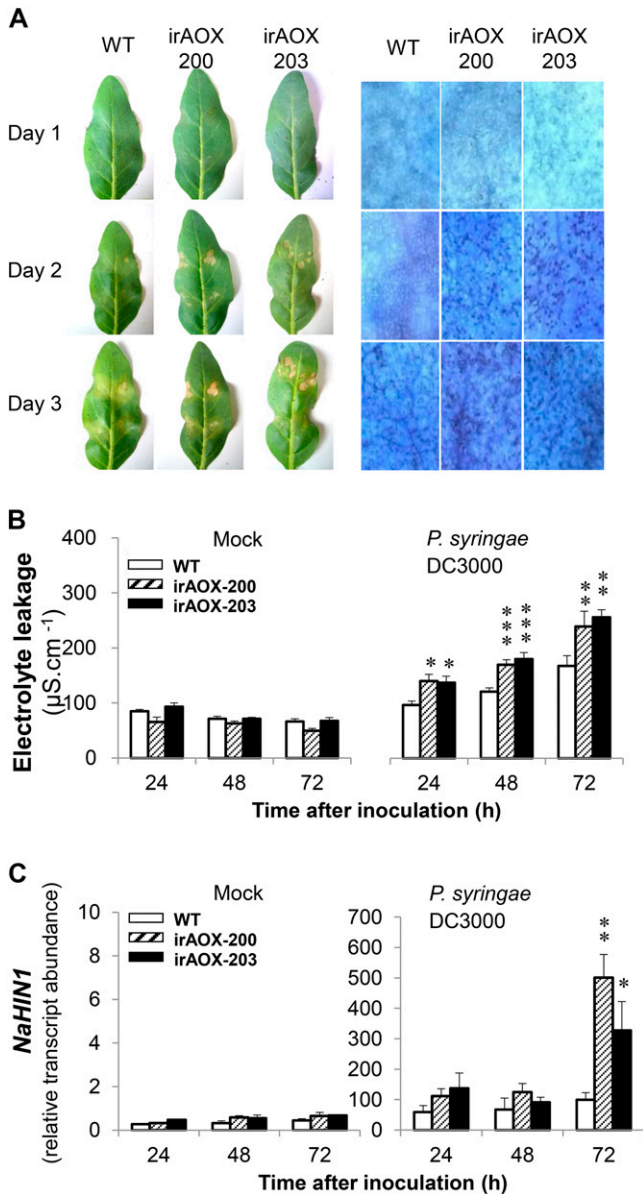 A
WT
irAOX
200
irAOX
203
WT
irAOX
200
irAOX
203
Day 1
Day 2
Day 3
B
Mock
P. syringae
DC3000
WT
irAOX-200
irAOX-203
Electrolyte leakage
(µS.cm -1)
400
300
200
100
0
* * *** *** ** **
24 48 72
24 48 72
Time after inoculation (h)
C
Mock
P. syringae
DC3000
WT
irAOX-200
irAOX-203
NaHIN1
(relative transcript abundance)
10
8
6
4
2
0
700
600
500
400
300
200
100
0
** *
24 48 72
24 48 72
Time after inoculation (h)